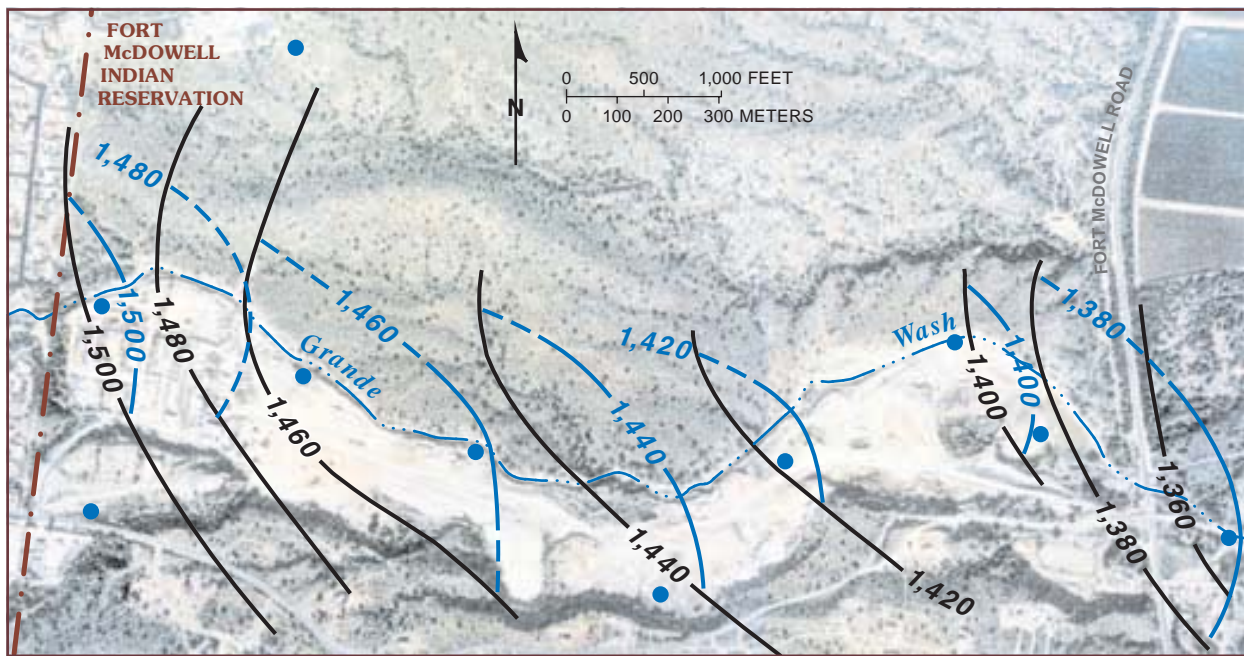 FORT
McDOWELL
INDIAN
RESERVATION
N
0 500 1,000 FEET
0 100 200 300 METERS
FORT McDOWELL ROAD
1,480
1,500
1,460
Grande
1,440
1,420
Wash
1,400
1,380
1,500
1,480
1,460
1,440
1,420
1,400
1,380
1,360